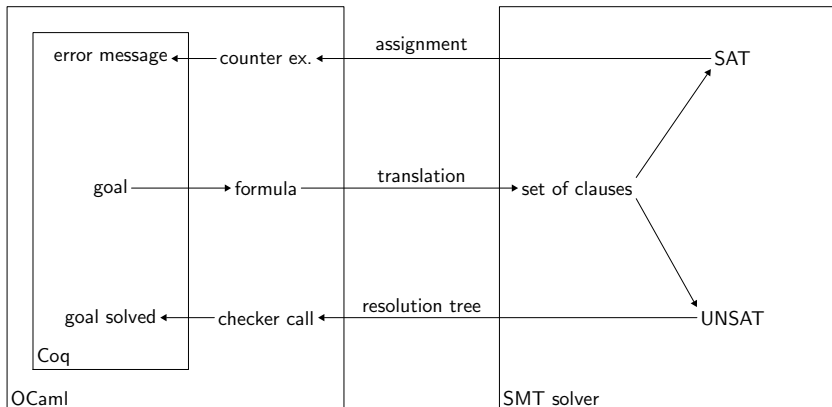 assignment
error message counter ex. SAT
translation
goal formula set of clauses
resolution tree
goal solved checker call UNSAT
Coq
OCaml SMT solver